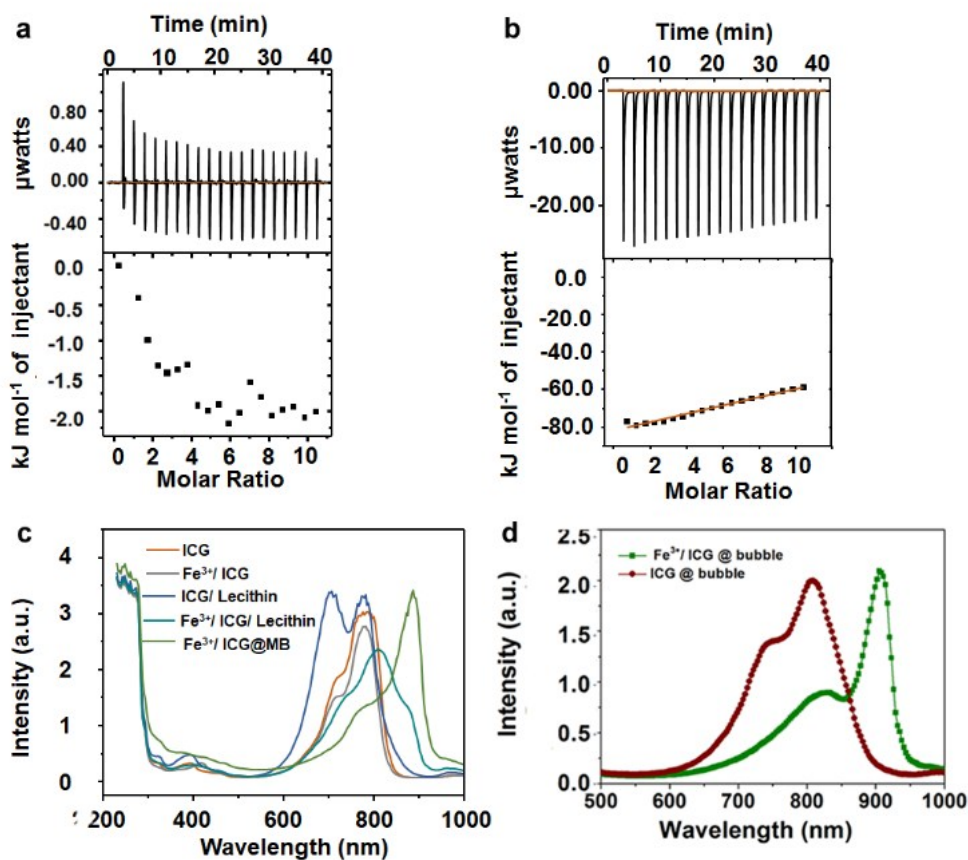 a
Time (min)
0 10 20 30 40
0.80
0.40
0.00
-0.40
µwatts
0.0
-0.5
-1.0
-1.5
-2.0
kJ mol⁻¹ of injectant
0 2 4 6 8 10
Molar Ratio
b
Time (min)
0 10 20 30 40
0.00
-10.00
-20.00
µwatts
0.0
-20.0
-40.0
-60.0
-80.0
kJ mol⁻¹ of injectant
0 2 4 6 8 10
Molar Ratio
c
4
3
2
1
0
Intensity (a.u.)
ICG
Fe³⁺/ ICG
ICG/ Lecithin
Fe³⁺/ ICG/ Lecithin
Fe³⁺/ ICG@MB
200 400 600 800 1000
Wavelength (nm)
d
2.5
2.0
1.5
1.0
0.5
0.0
Intensity (a.u.)
Fe³⁺/ ICG @ bubble
ICG @ bubble
500 600 700 800 900 1000
Wavelength (nm)